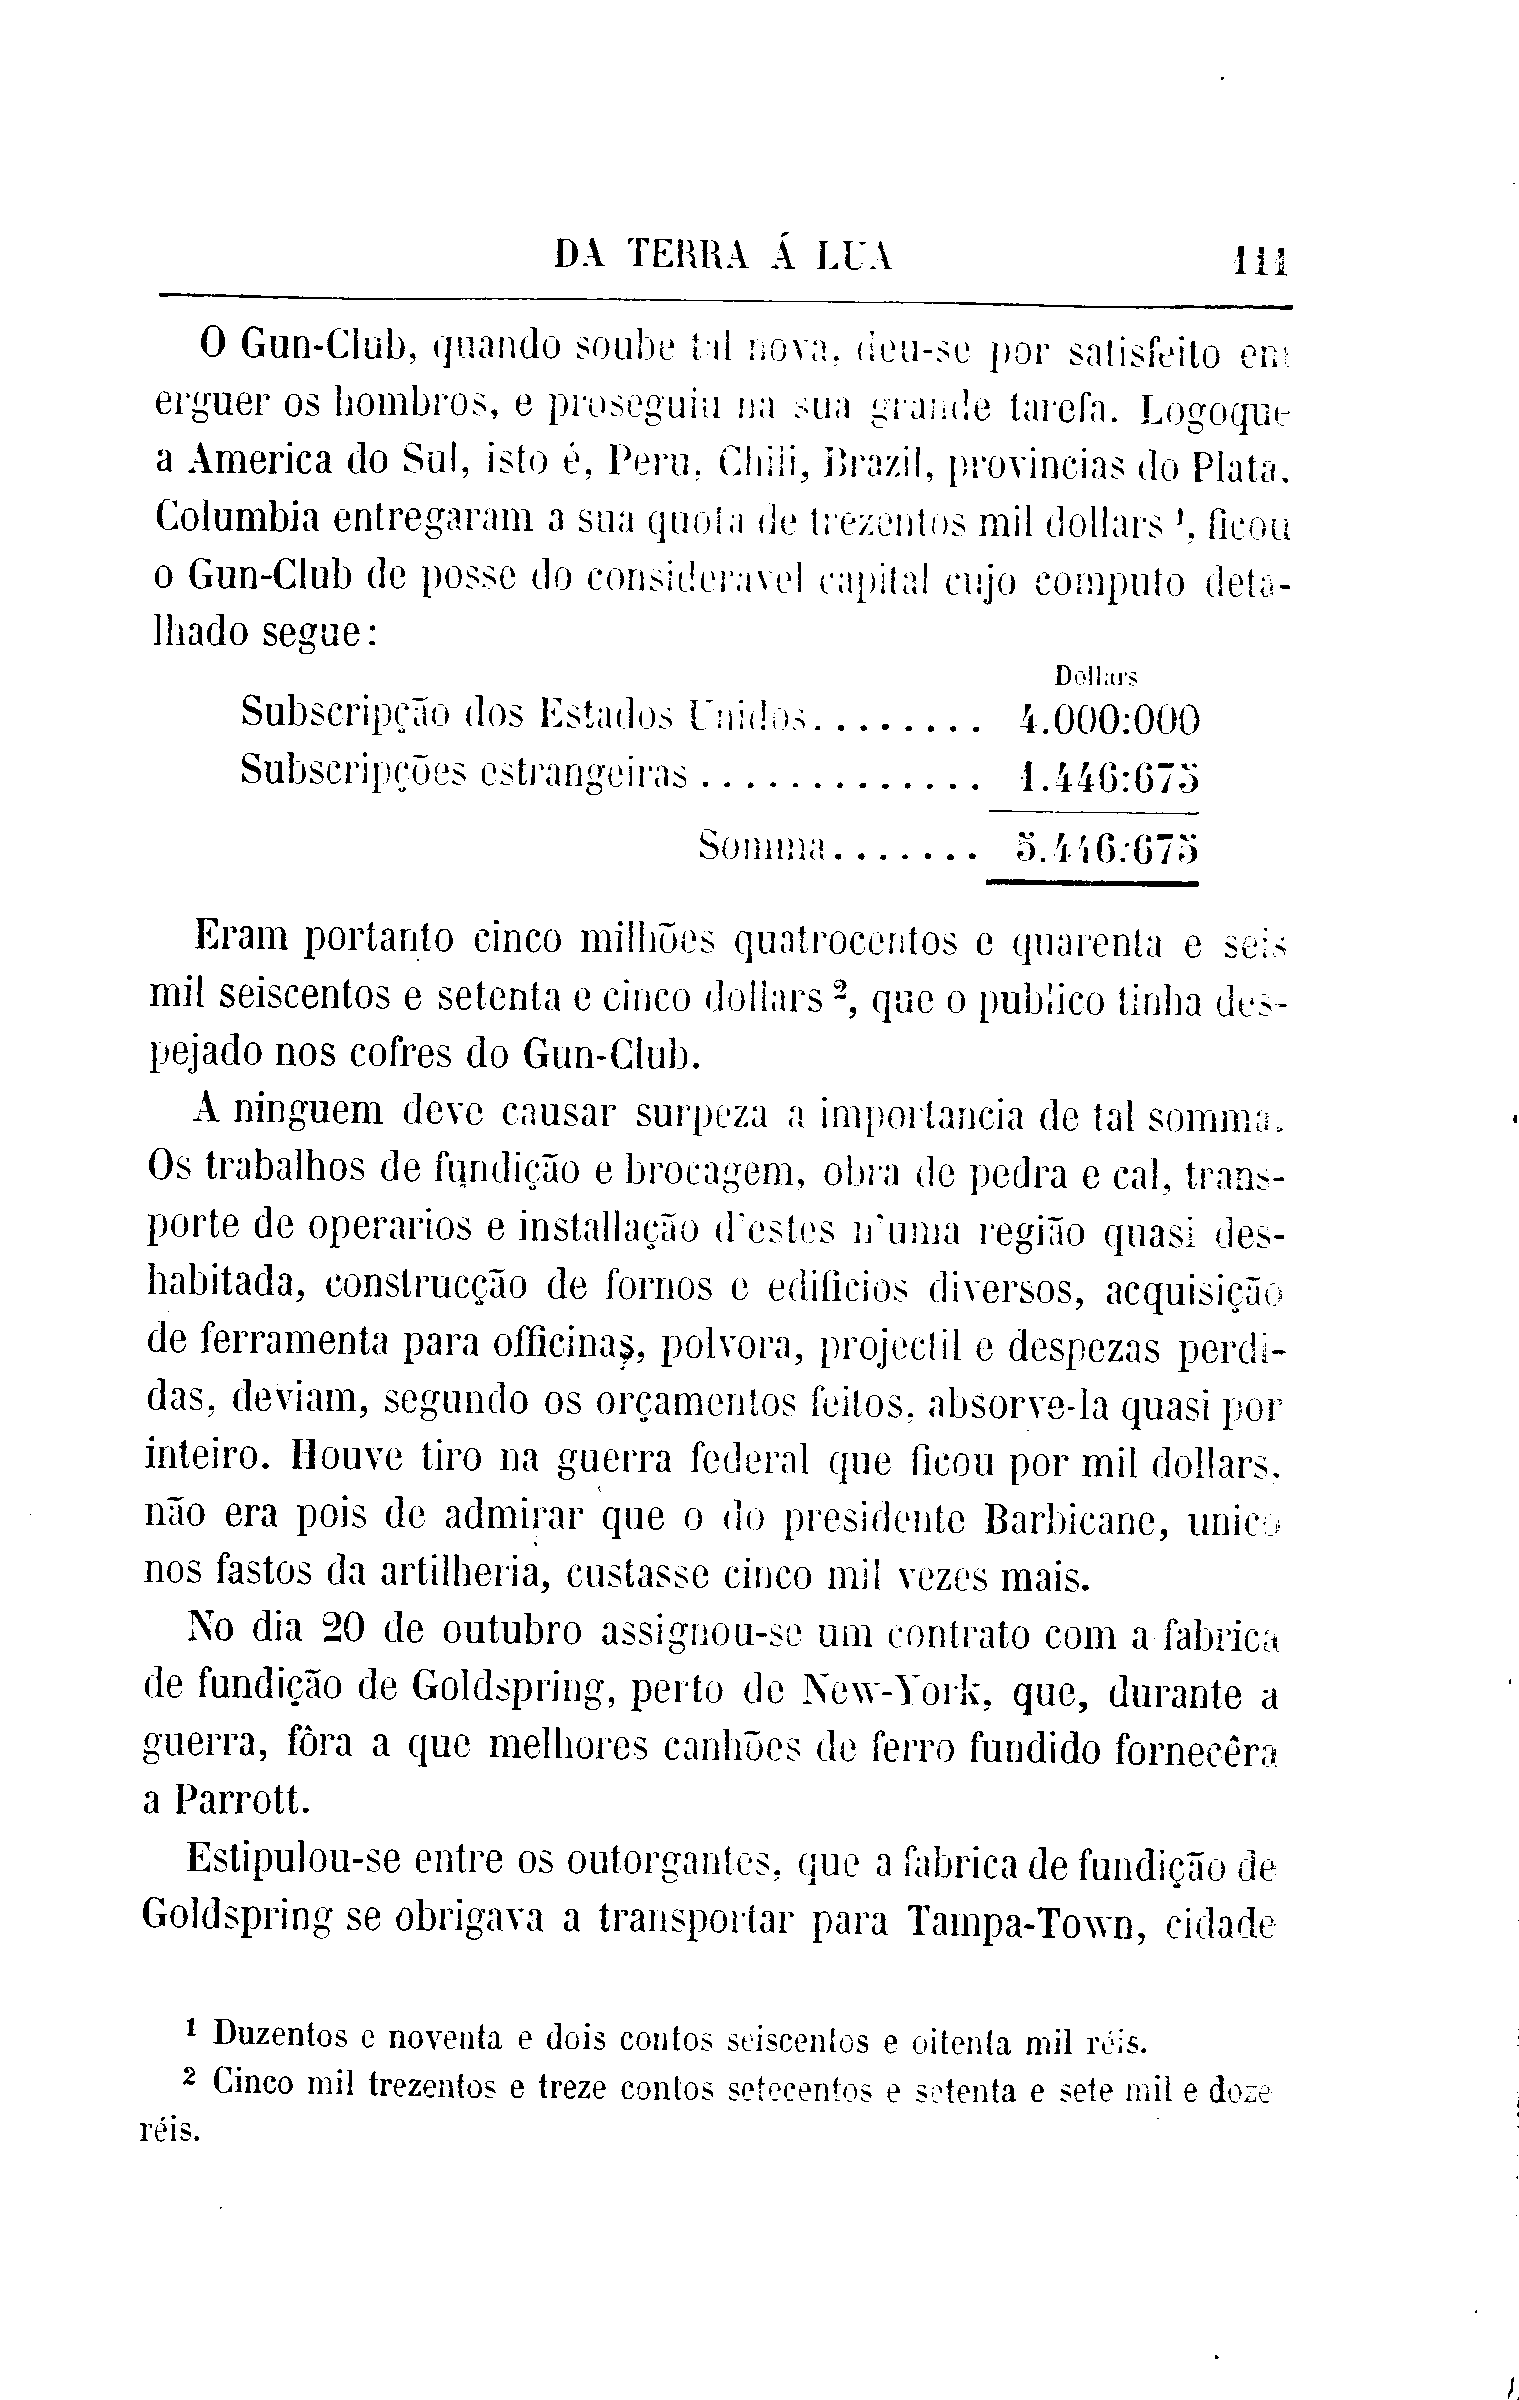 DA TERRA Á LUA 111
O Gun-Club, quando soube tal nova, deu-se por satisfeito em
erguer os hombros, e proseguiu na sua grande tarefa. Logoque
a America do Sul, isto é, Peru, Chili, Brazil, provincias do Plata,
Columbia entregaram a sua quota de trezentos mil dollars ¹, ficou
o Gun-Club de posse do consideravel capital cujo computo deta-
lhado segue:
Dollars
Subscripção dos Estados Unidos........ 4.000:000
Subscripções estrangeiras ............. 1.446:675
Somma....... 5.446:675
Eram portanto cinco milhões quatrocentos e quarenta e seis
mil seiscentos e setenta e cinco dollars ², que o publico tinha des-
pejado nos cofres do Gun-Club.
A ninguem deve causar surpeza a importancia de tal somma.
Os trabalhos de fundição e brocagem, obra de pedra e cal, trans-
porte de operarios e installação d'estes n'uma região quasi des-
habitada, construcção de fornos e edificios diversos, acquisição
de ferramenta para officinas, polvora, projectil e despezas perdi-
das, deviam, segundo os orçamentos feitos, absorve-la quasi por
inteiro. Houve tiro na guerra federal que ficou por mil dollars,
não era pois de admirar que o do presidente Barbicane, unico
nos fastos da artilheria, custasse cinco mil vezes mais.
No dia 20 de outubro assignou-se um contrato com a fabrica
de fundição de Goldspring, perto de New-York, que, durante a
guerra, fôra a que melhores canhões de ferro fundido fornecêra
a Parrott.
Estipulou-se entre os outorgantes, que a fabrica de fundição de
Goldspring se obrigava a transportar para Tampa-Town, cidade
¹ Duzentos e noventa e dois contos seiscentos e oitenta mil réis.
² Cinco mil trezentos e treze contos setecentos e setenta e sete mil e doze
réis.